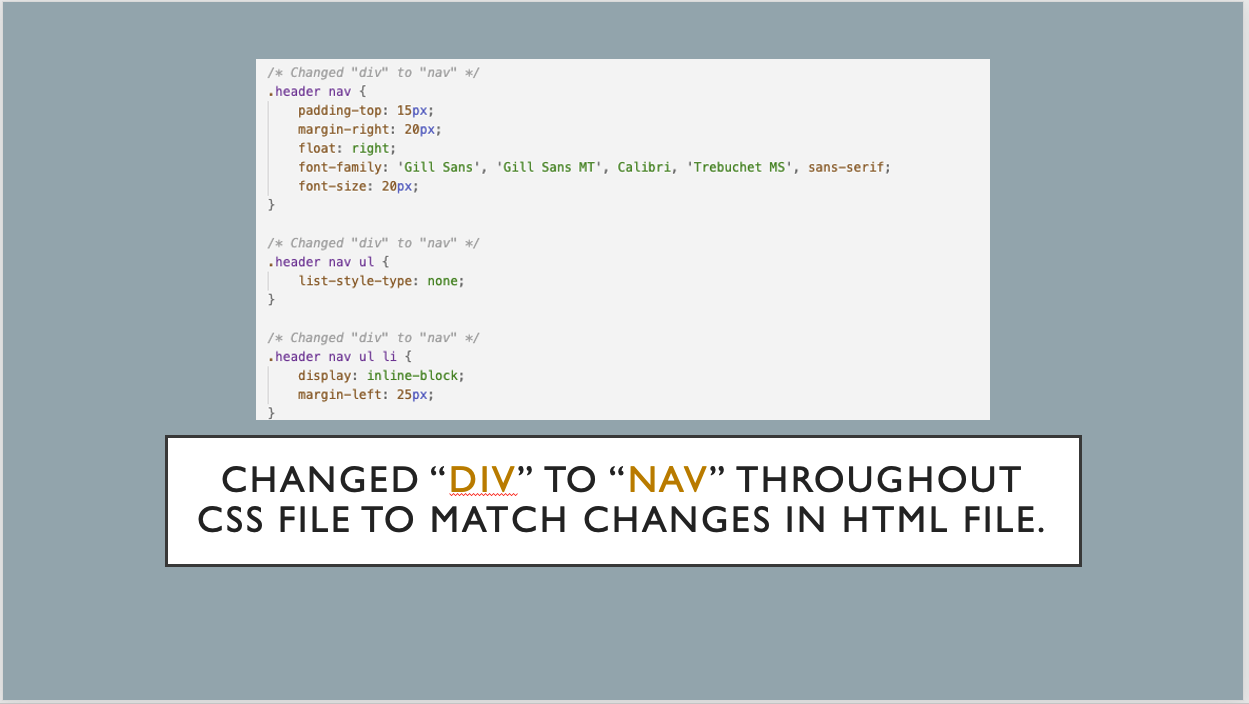 /* Changed "div" to "nav" */
.header nav {
    padding-top: 15px;
    margin-right: 20px;
    float: right;
    font-family: 'Gill Sans', 'Gill Sans MT', Calibri, 'Trebuchet MS', sans-serif;
    font-size: 20px;
}
/* Changed "div" to "nav" */
.header nav ul {
    list-style-type: none;
}
/* Changed "div" to "nav" */
.header nav ul li {
    display: inline-block;
    margin-left: 25px;
}
CHANGED “DIV” TO “NAV” THROUGHOUT
CSS FILE TO MATCH CHANGES IN HTML FILE.